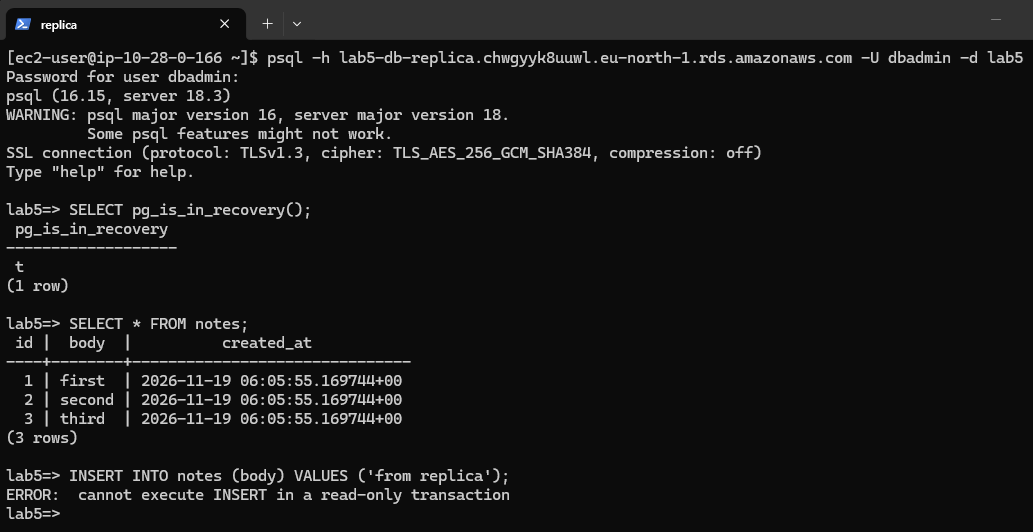 replica
[ec2-user@ip-10-28-0-166 ~]$ psql -h lab5-db-replica.chwgyyk8uuwl.eu-north-1.rds.amazonaws.com -U dbadmin -d lab5
Password for user dbadmin:
psql (16.15, server 18.3)
WARNING: psql major version 16, server major version 18.
         Some psql features might not work.
SSL connection (protocol: TLSv1.3, cipher: TLS_AES_256_GCM_SHA384, compression: off)
Type "help" for help.

lab5=> SELECT pg_is_in_recovery();
 pg_is_in_recovery
-------------------
 t
(1 row)

lab5=> SELECT * FROM notes;
 id |  body  |          created_at
----+--------+-------------------------------
  1 | first  | 2026-11-19 06:05:55.169744+00
  2 | second | 2026-11-19 06:05:55.169744+00
  3 | third  | 2026-11-19 06:05:55.169744+00
(3 rows)

lab5=> INSERT INTO notes (body) VALUES ('from replica');
ERROR:  cannot execute INSERT in a read-only transaction
lab5=>